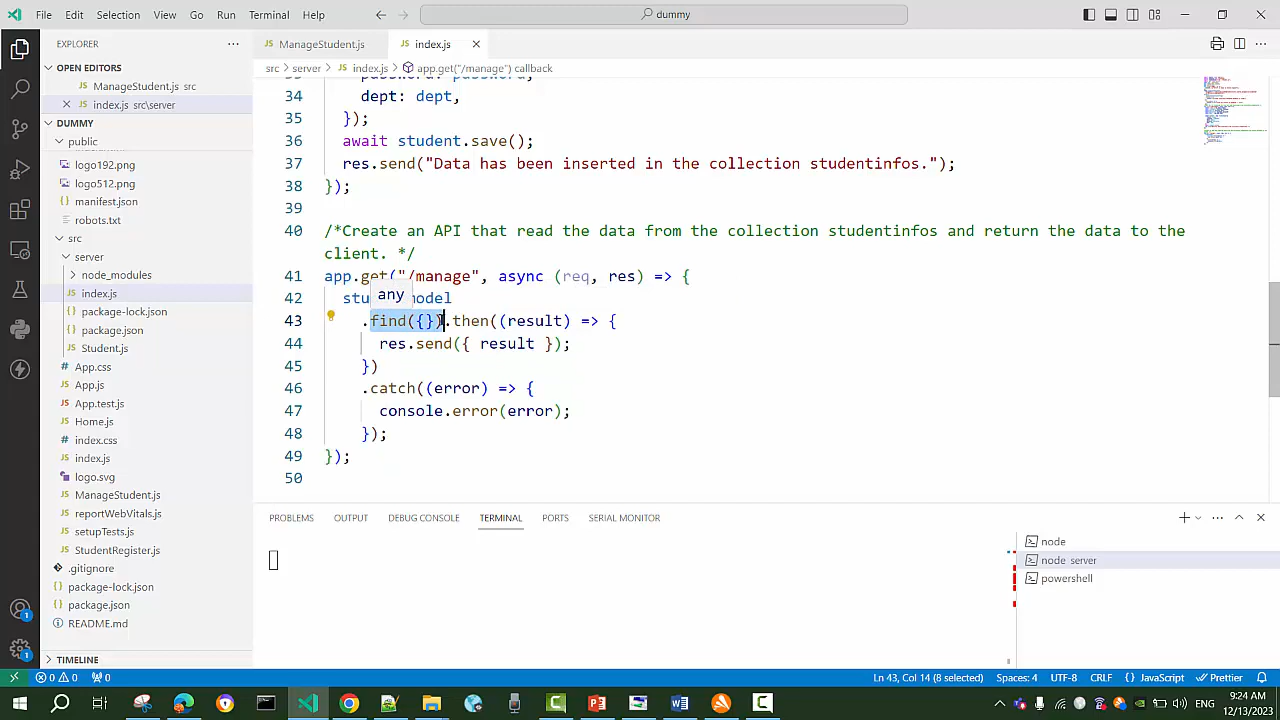 File Edit Selection View Go Run Terminal Help
dummy
EXPLORER
ManageStudent.js
index.js
OPEN EDITORS
ManageStudent.js src
index.js src\server
DUMMY
public
logo192.png
logo512.png
manifest.json
robots.txt
src
server
node_modules
index.js
package-lock.json
package.json
Student.js
App.css
App.js
App.test.js
Home.js
index.css
index.js
logo.svg
ManageStudent.js
reportWebVitals.js
setupTests.js
StudentRegister.js
.gitignore
package-lock.json
package.json
README.md
TIMELINE
src > server > index.js > app.get("/manage") callback
34 dept: dept,
35 });
36 await student.save();
37 res.send("Data has been inserted in the collection studentinfos.");
38 });
39
40 /*Create an API that read the data from the collection studentinfos and return the data to the
client. */
41 app.get("/manage", async (req, res) => {
any
42
43 .find({}).then((result) => {
44 res.send({ result });
45 })
46 .catch((error) => {
47 console.error(error);
48 });
49 });
50
PROBLEMS OUTPUT DEBUG CONSOLE TERMINAL PORTS SERIAL MONITOR
node
node server
powershell
0 0 0
Ln 43, Col 14 (8 selected) Spaces: 4 UTF-8 CRLF {} JavaScript Prettier
9:24 AM
12/13/2023